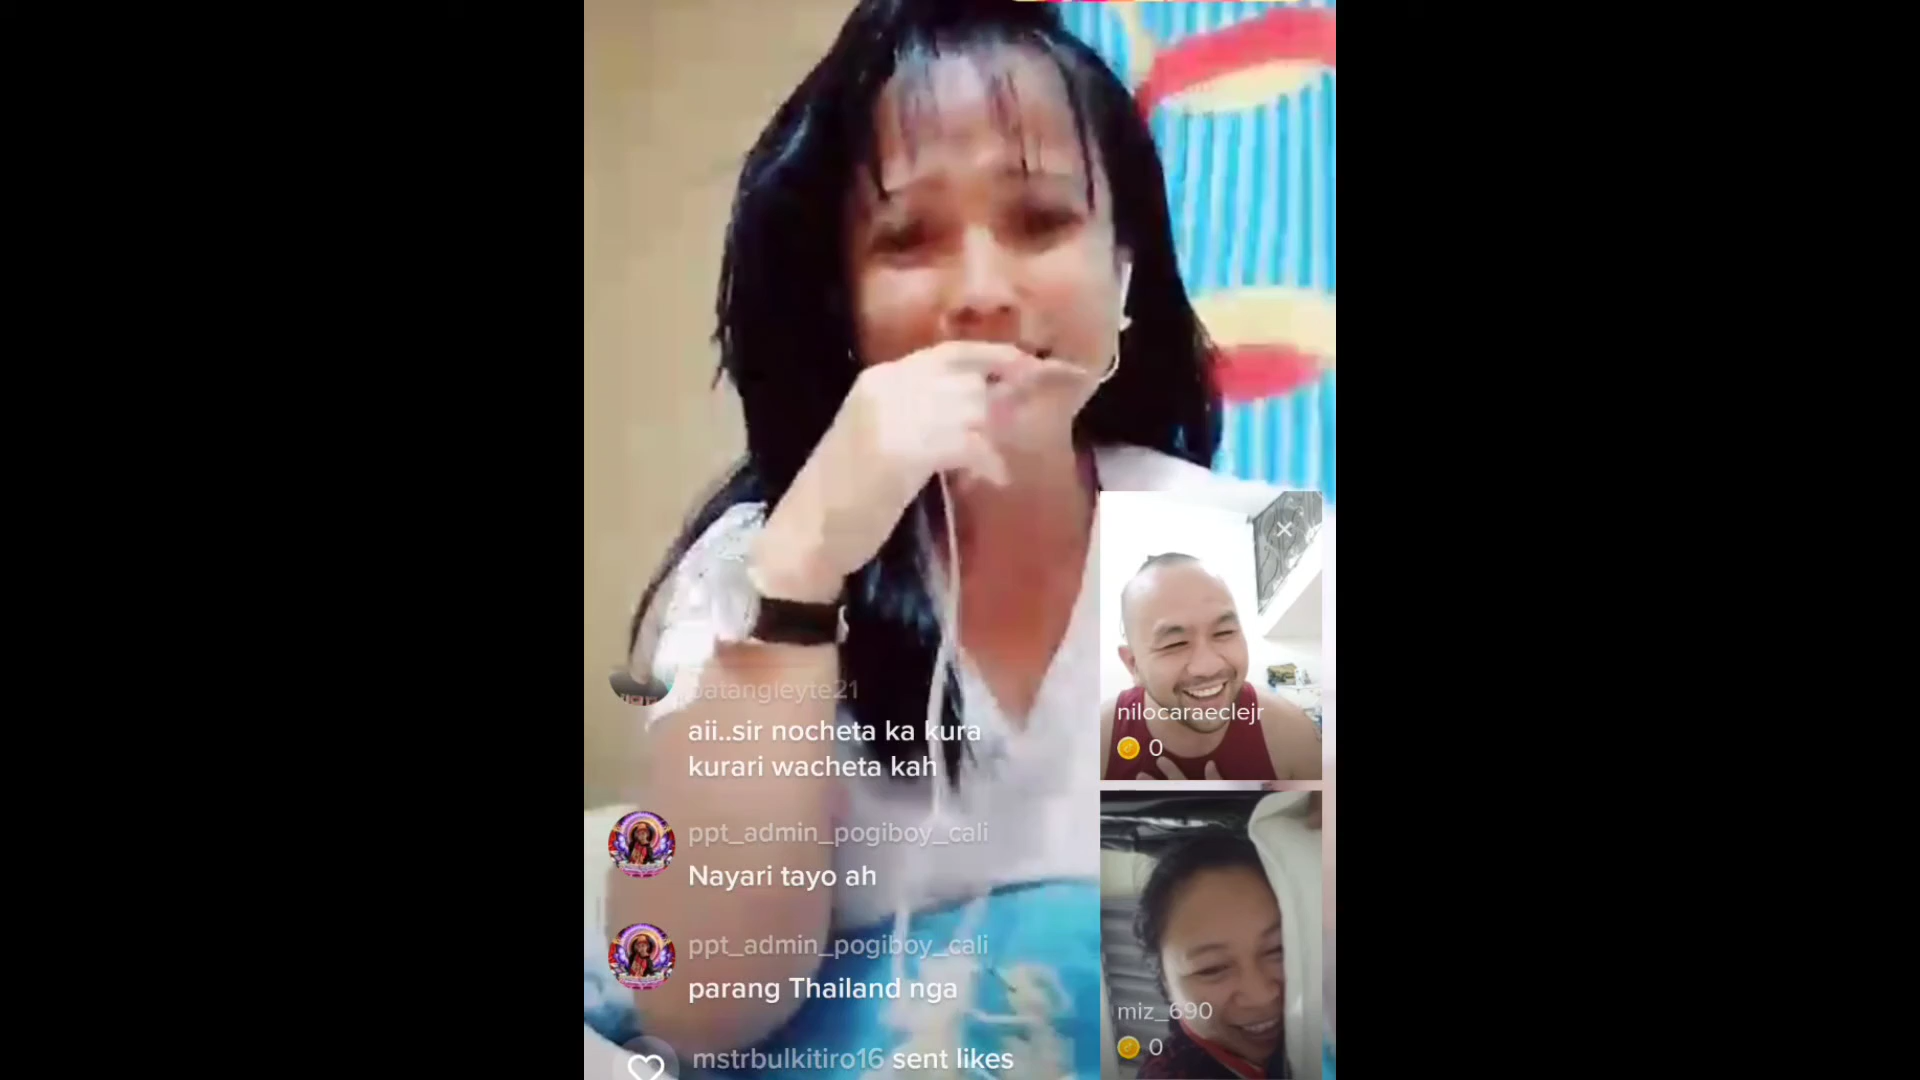 batangleyte21
aii..sir nocheta ka kura
kurari wacheta kah
ppt_admin_pogiboy_cali
Nayari tayo ah
ppt_admin_pogiboy_cali
parang Thailand nga
mstrbulkitiro16 sent likes
nilocaraeclejr
0
miz_690
0